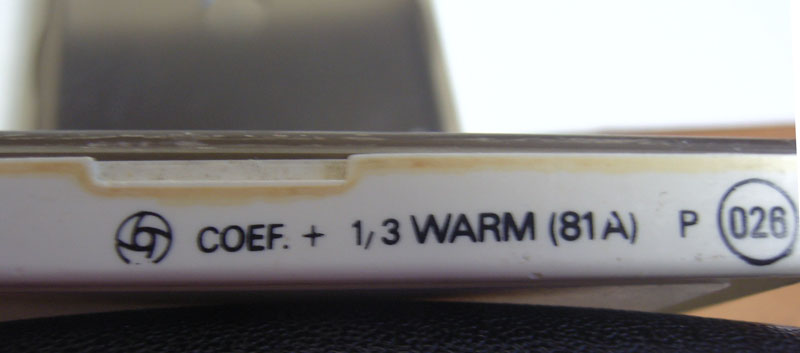 COEF. + 1/3 WARM (81A) P 026